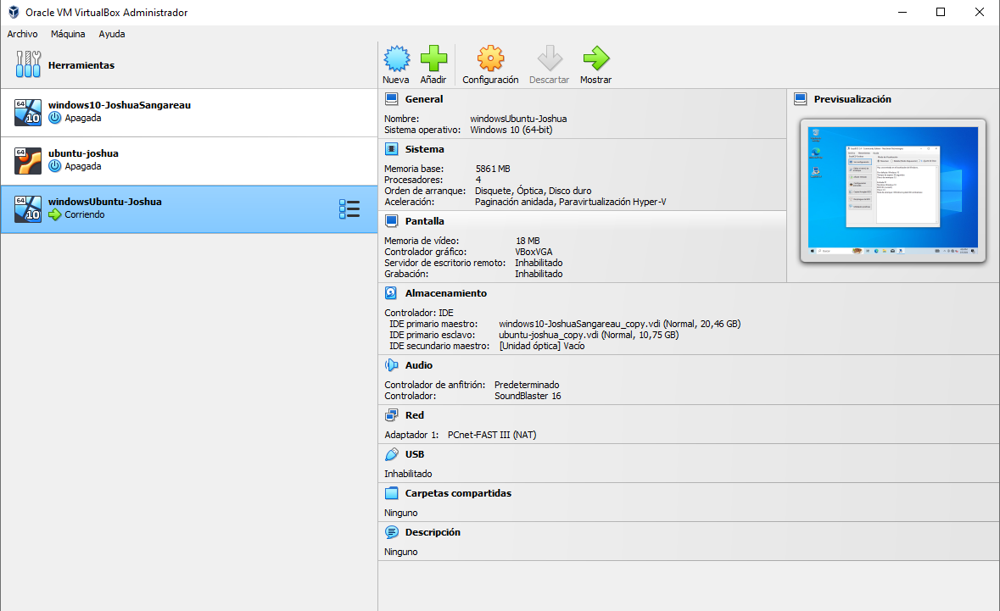 Oracle VM VirtualBox Administrador
Archivo Máquina Ayuda
Herramientas
64 10 windows10-JoshuaSangareau
Apagada
64 ubuntu-joshua
Apagada
64 10 windowsUbuntu-Joshua
Corriendo
Nueva Añadir Configuración Descartar Mostrar
General
Nombre: windowsUbuntu-Joshua
Sistema operativo: Windows 10 (64-bit)
Sistema
Memoria base: 5861 MB
Procesadores: 4
Orden de arranque: Disquete, Óptica, Disco duro
Aceleración: Paginación anidada, Paravirtualización Hyper-V
Pantalla
Memoria de vídeo: 18 MB
Controlador gráfico: VBoxVGA
Servidor de escritorio remoto: Inhabilitado
Grabación: Inhabilitado
Previsualización
Almacenamiento
Controlador: IDE
IDE primario maestro: windows10-JoshuaSangareau_copy.vdi (Normal, 20,46 GB)
IDE primario esclavo: ubuntu-joshua_copy.vdi (Normal, 10,75 GB)
IDE secundario maestro: [Unidad óptica] Vacío
Audio
Controlador de anfitrión: Predeterminado
Controlador: SoundBlaster 16
Red
Adaptador 1: PCnet-FAST III (NAT)
USB
Inhabilitado
Carpetas compartidas
Ninguno
Descripción
Ninguno